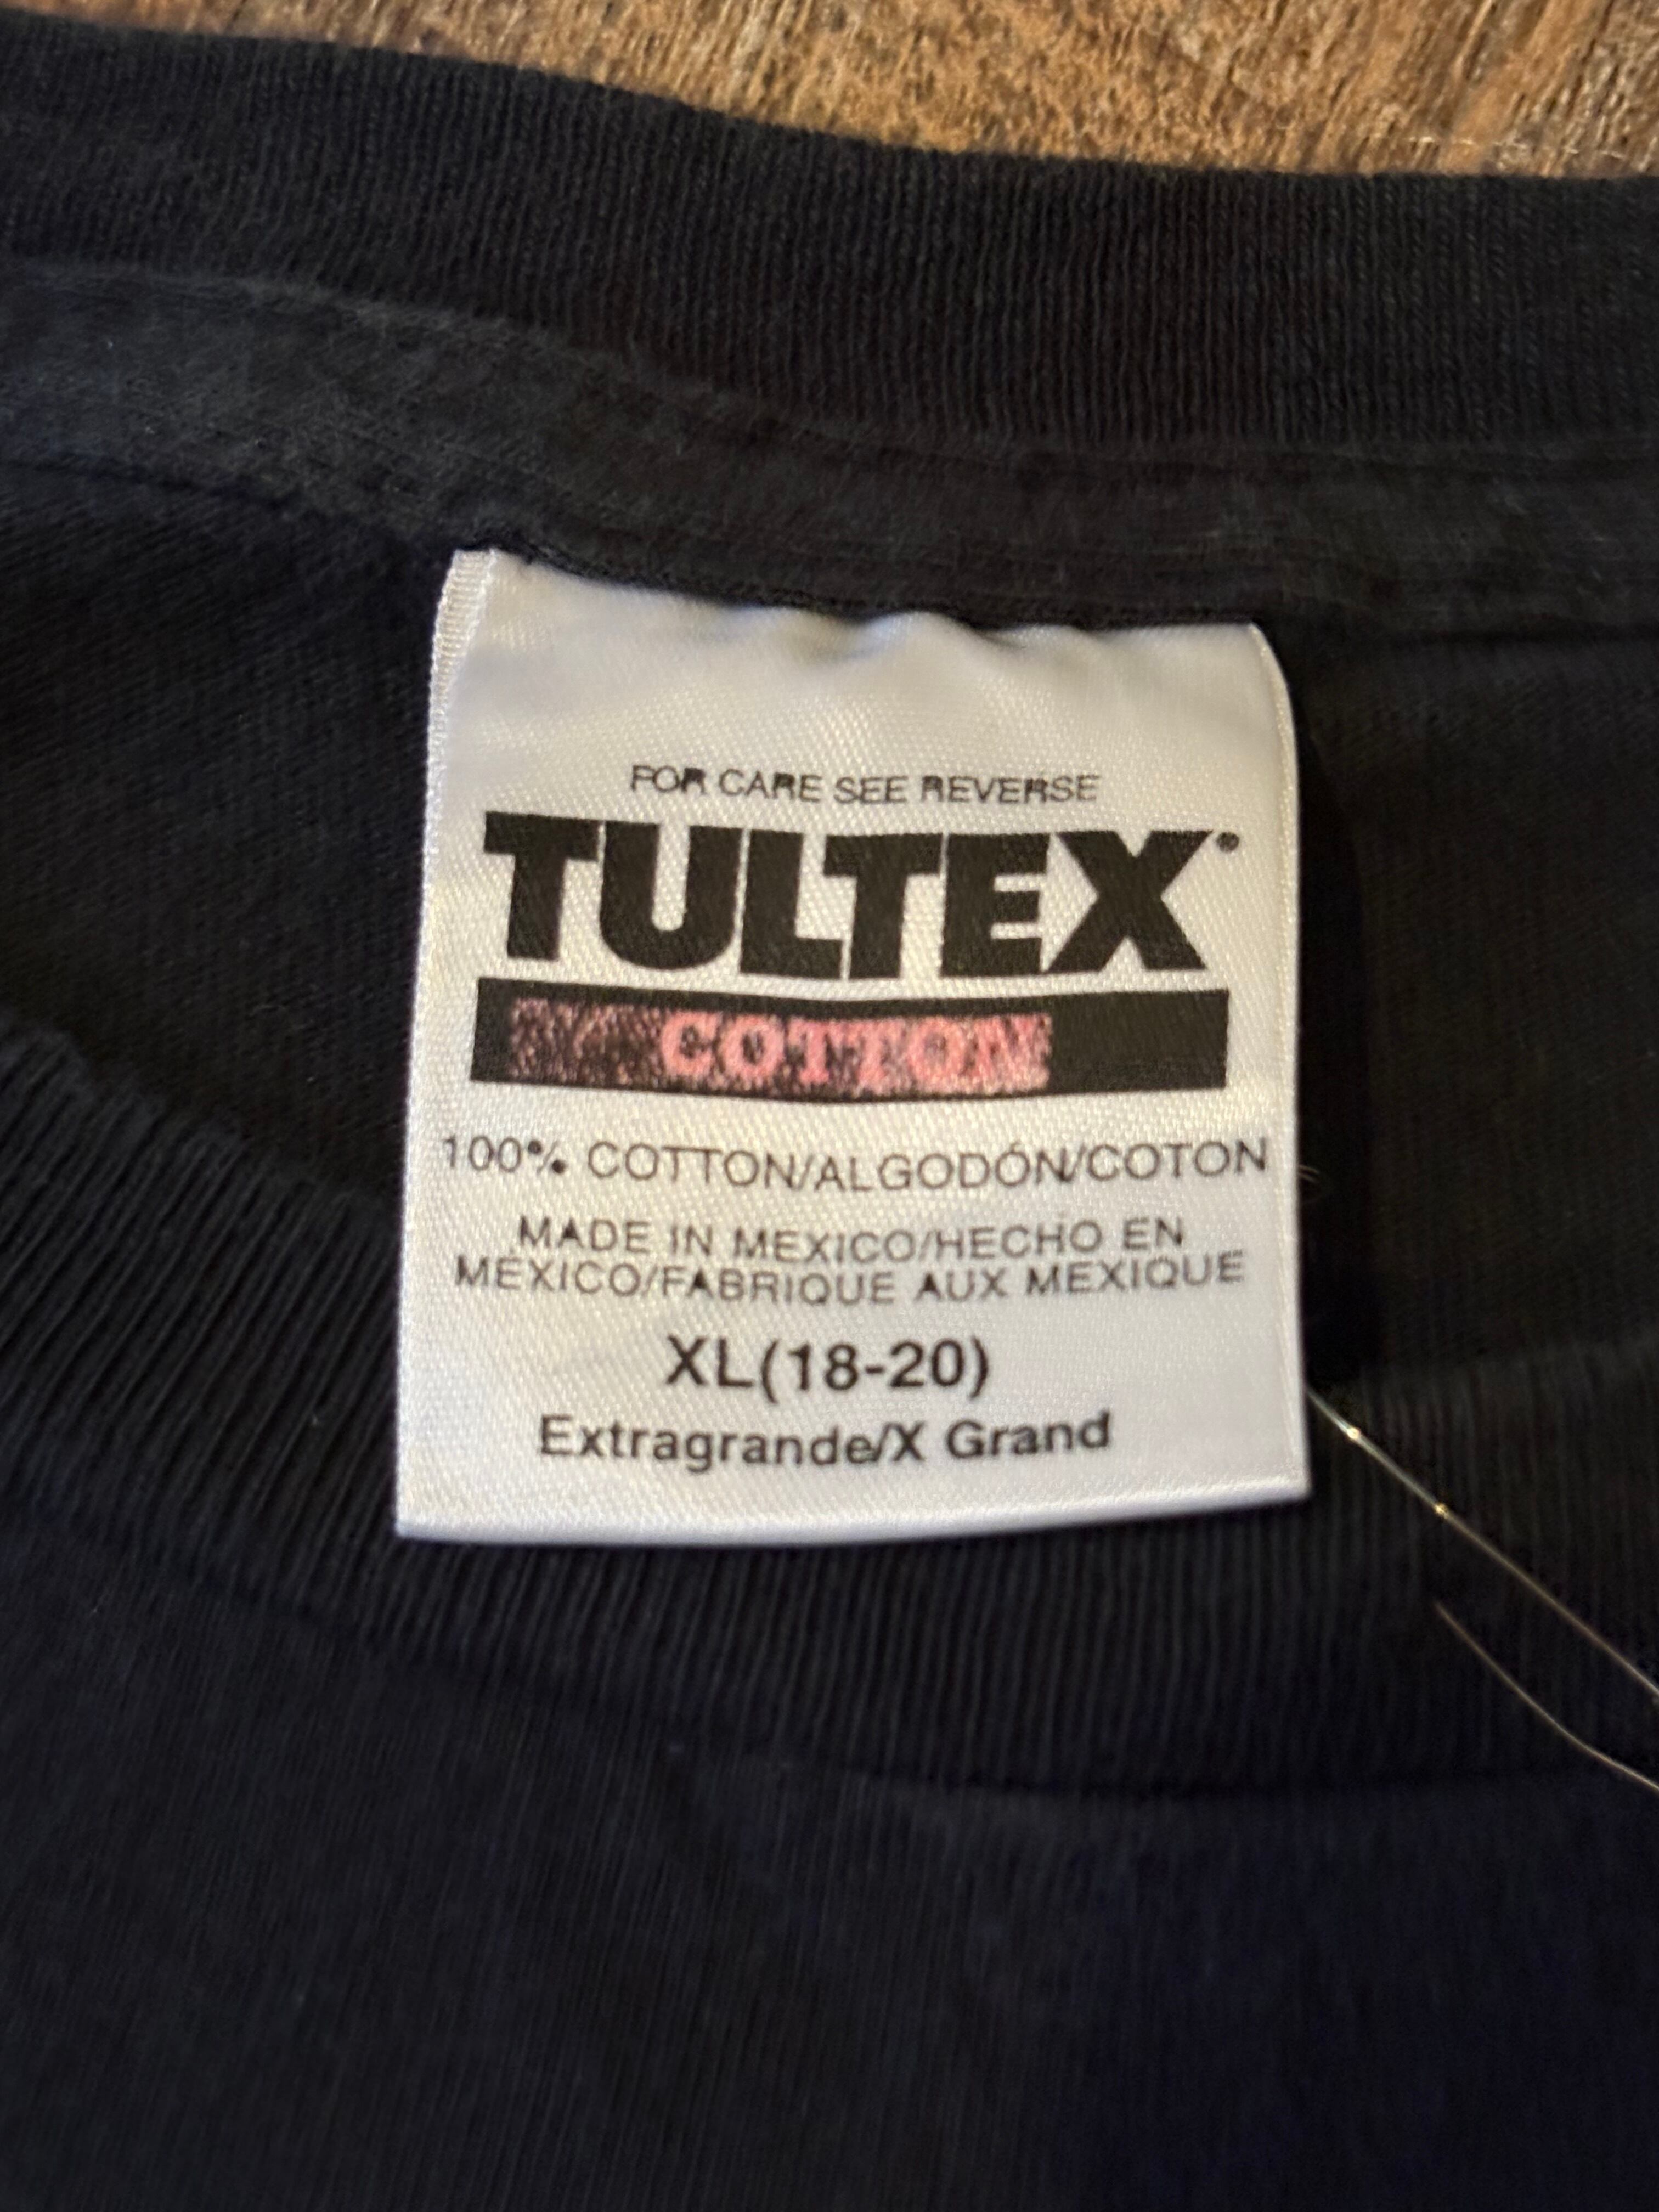 FOR CARE SEE REVERSE
TULTEX
COTTON
100% COTTON/ALGODÓN/COTON
MADE IN MEXICO/HECHO EN
MEXICO/FABRIQUE AUX MEXIQUE
XL(18-20)
Extragrande/X Grand